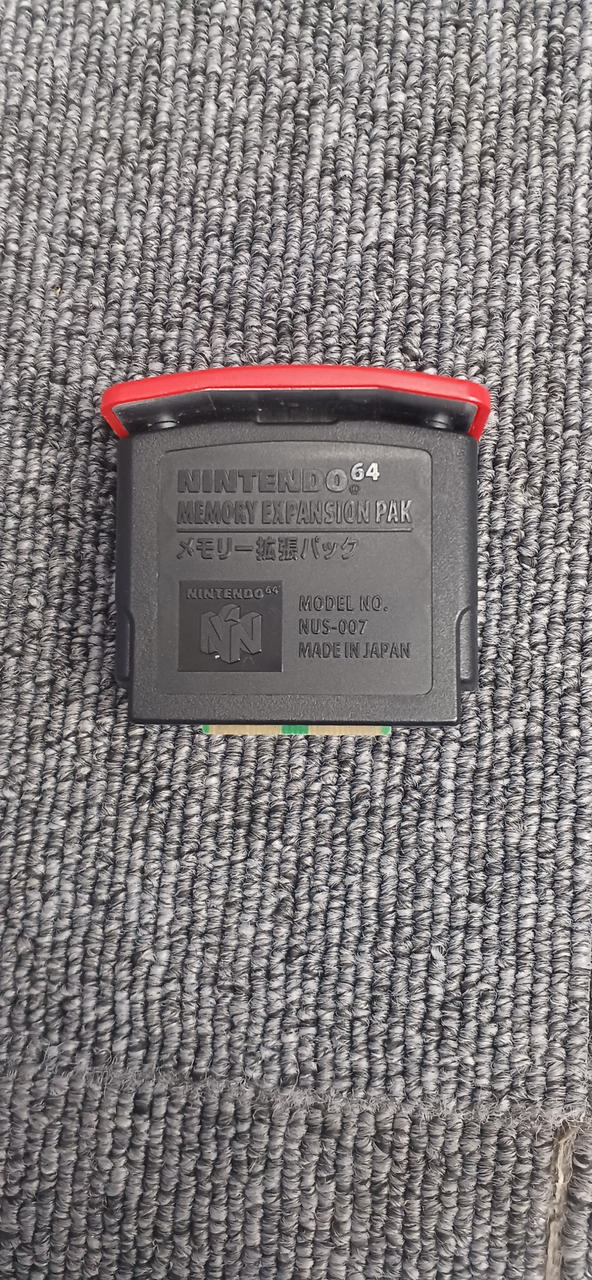 NINTENDO64
®
MEMORY EXPANSION PAK
メモリー拡張パック
NINTENDO64
MODEL NO.
NUS-007
MADE IN JAPAN